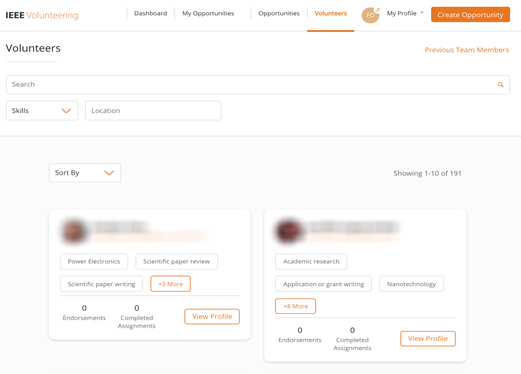 IEEE Volunteering
Dashboard My Opportunities Opportunities Volunteers FD My Profile Create Opportunity
Volunteers
Previous Team Members
Search
Skills Location
Sort By
Showing 1-10 of 191
Power Electronics Scientific paper review
Scientific paper writing +3 More
0 0
Endorsements Completed
Assignments
View Profile
Academic research
Application or grant writing Nanotechnology
+8 More
0 0
Endorsements Completed
Assignments
View Profile